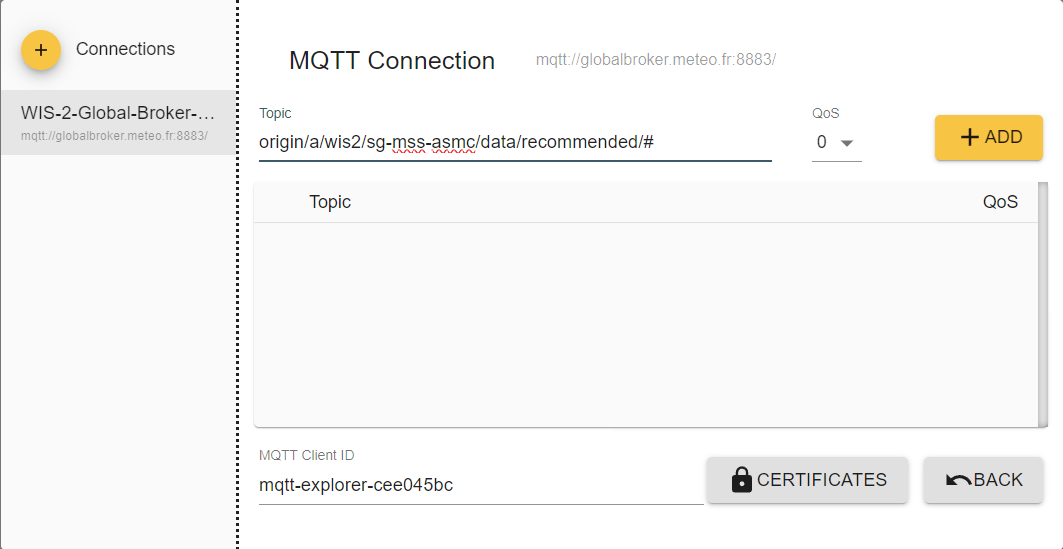 + Connections
WIS-2-Global-Broker-...
mqtt://globalbroker.meteo.fr:8883/
MQTT Connection mqtt://globalbroker.meteo.fr:8883/
Topic QoS
origin/a/wis2/sg-mss-asmc/data/recommended/# 0
+ ADD
Topic QoS
MQTT Client ID
mqtt-explorer-cee045bc
CERTIFICATES
BACK